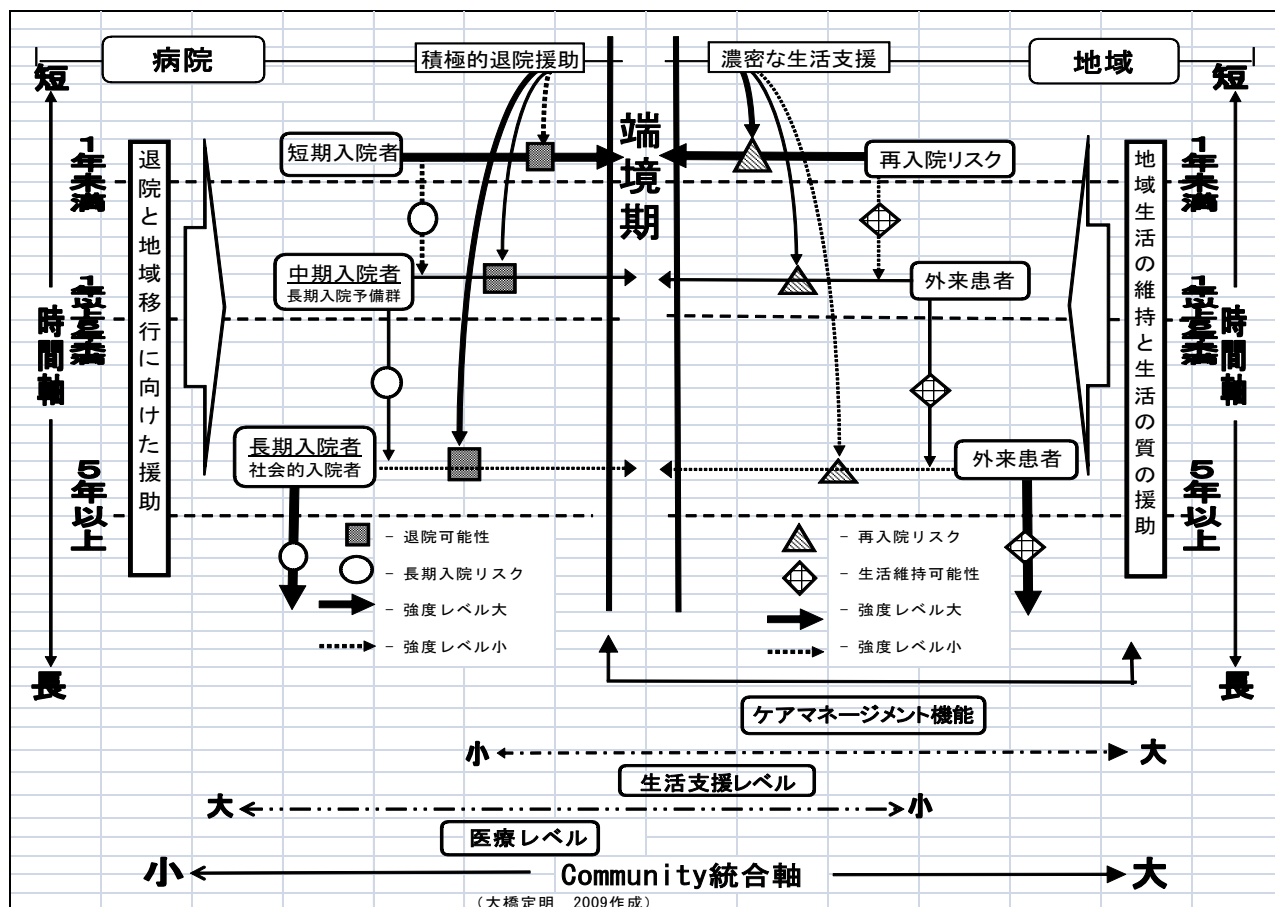 病院
積極的退院援助
濃密な生活支援
地域
短
短
端境期
1年未満
1年未満
短期入院者
再入院リスク
退院と地域移行に向けた援助
地域生活の維持と生活の質の援助
中期入院者
長期入院予備群
外来患者
時間軸
時間軸
長期入院者
社会的入院者
外来患者
5年以上
5年以上
－退院可能性
－長期入院リスク
－強度レベル大
－強度レベル小
－再入院リスク
－生活維持可能性
－強度レベル大
－強度レベル小
長
長
ケアマネージメント機能
小
大
生活支援レベル
大
小
医療レベル
小
Community統合軸
大
（大橋定明　2009作成）